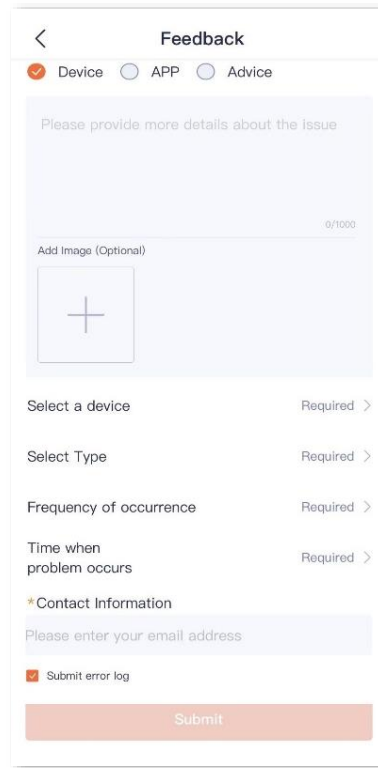 Feedback
Device APP Advice
Please provide more details about the issue
0/1000
Add Image (Optional)
Select a device Required
Select Type Required
Frequency of occurrence Required
Time when
problem occurs Required
*Contact Information
Please enter your email address
Submit error log
Submit